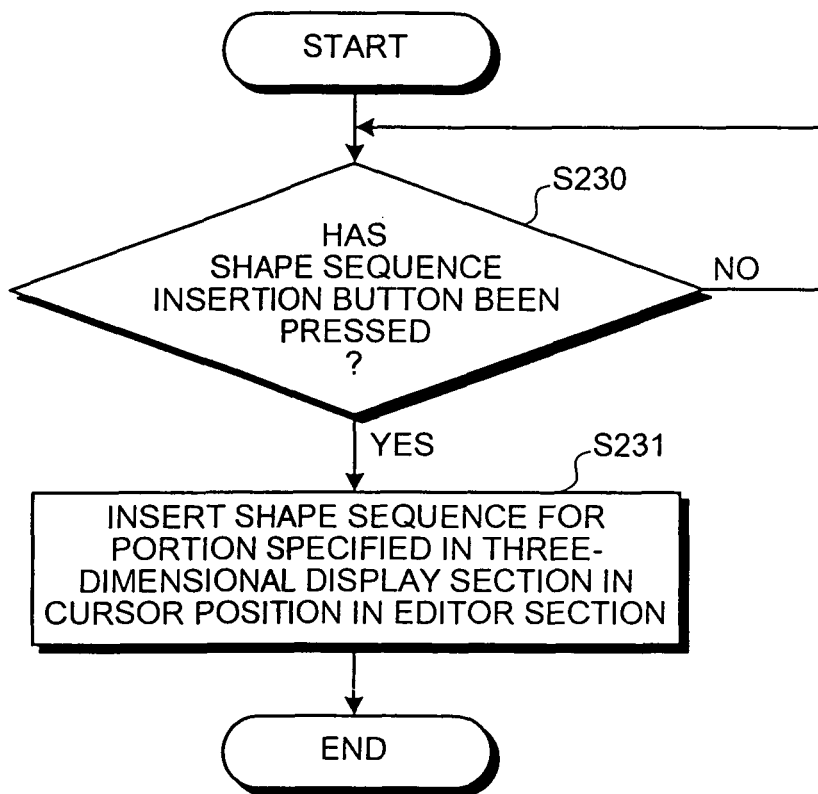 START
S230
HAS
SHAPE SEQUENCE
INSERTION BUTTON BEEN
PRESSED
?
NO
YES
S231
INSERT SHAPE SEQUENCE FOR
PORTION SPECIFIED IN THREE-
DIMENSIONAL DISPLAY SECTION IN
CURSOR POSITION IN EDITOR SECTION
END